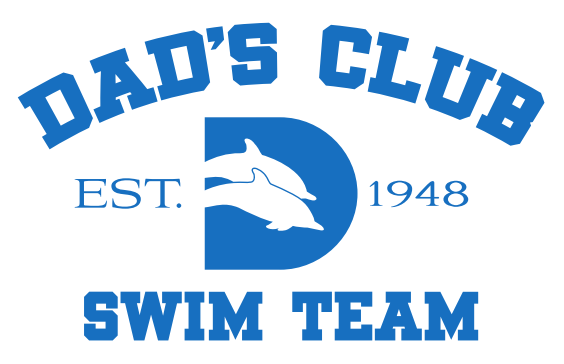 DAD'S CLUB
EST. 1948
SWIM TEAM